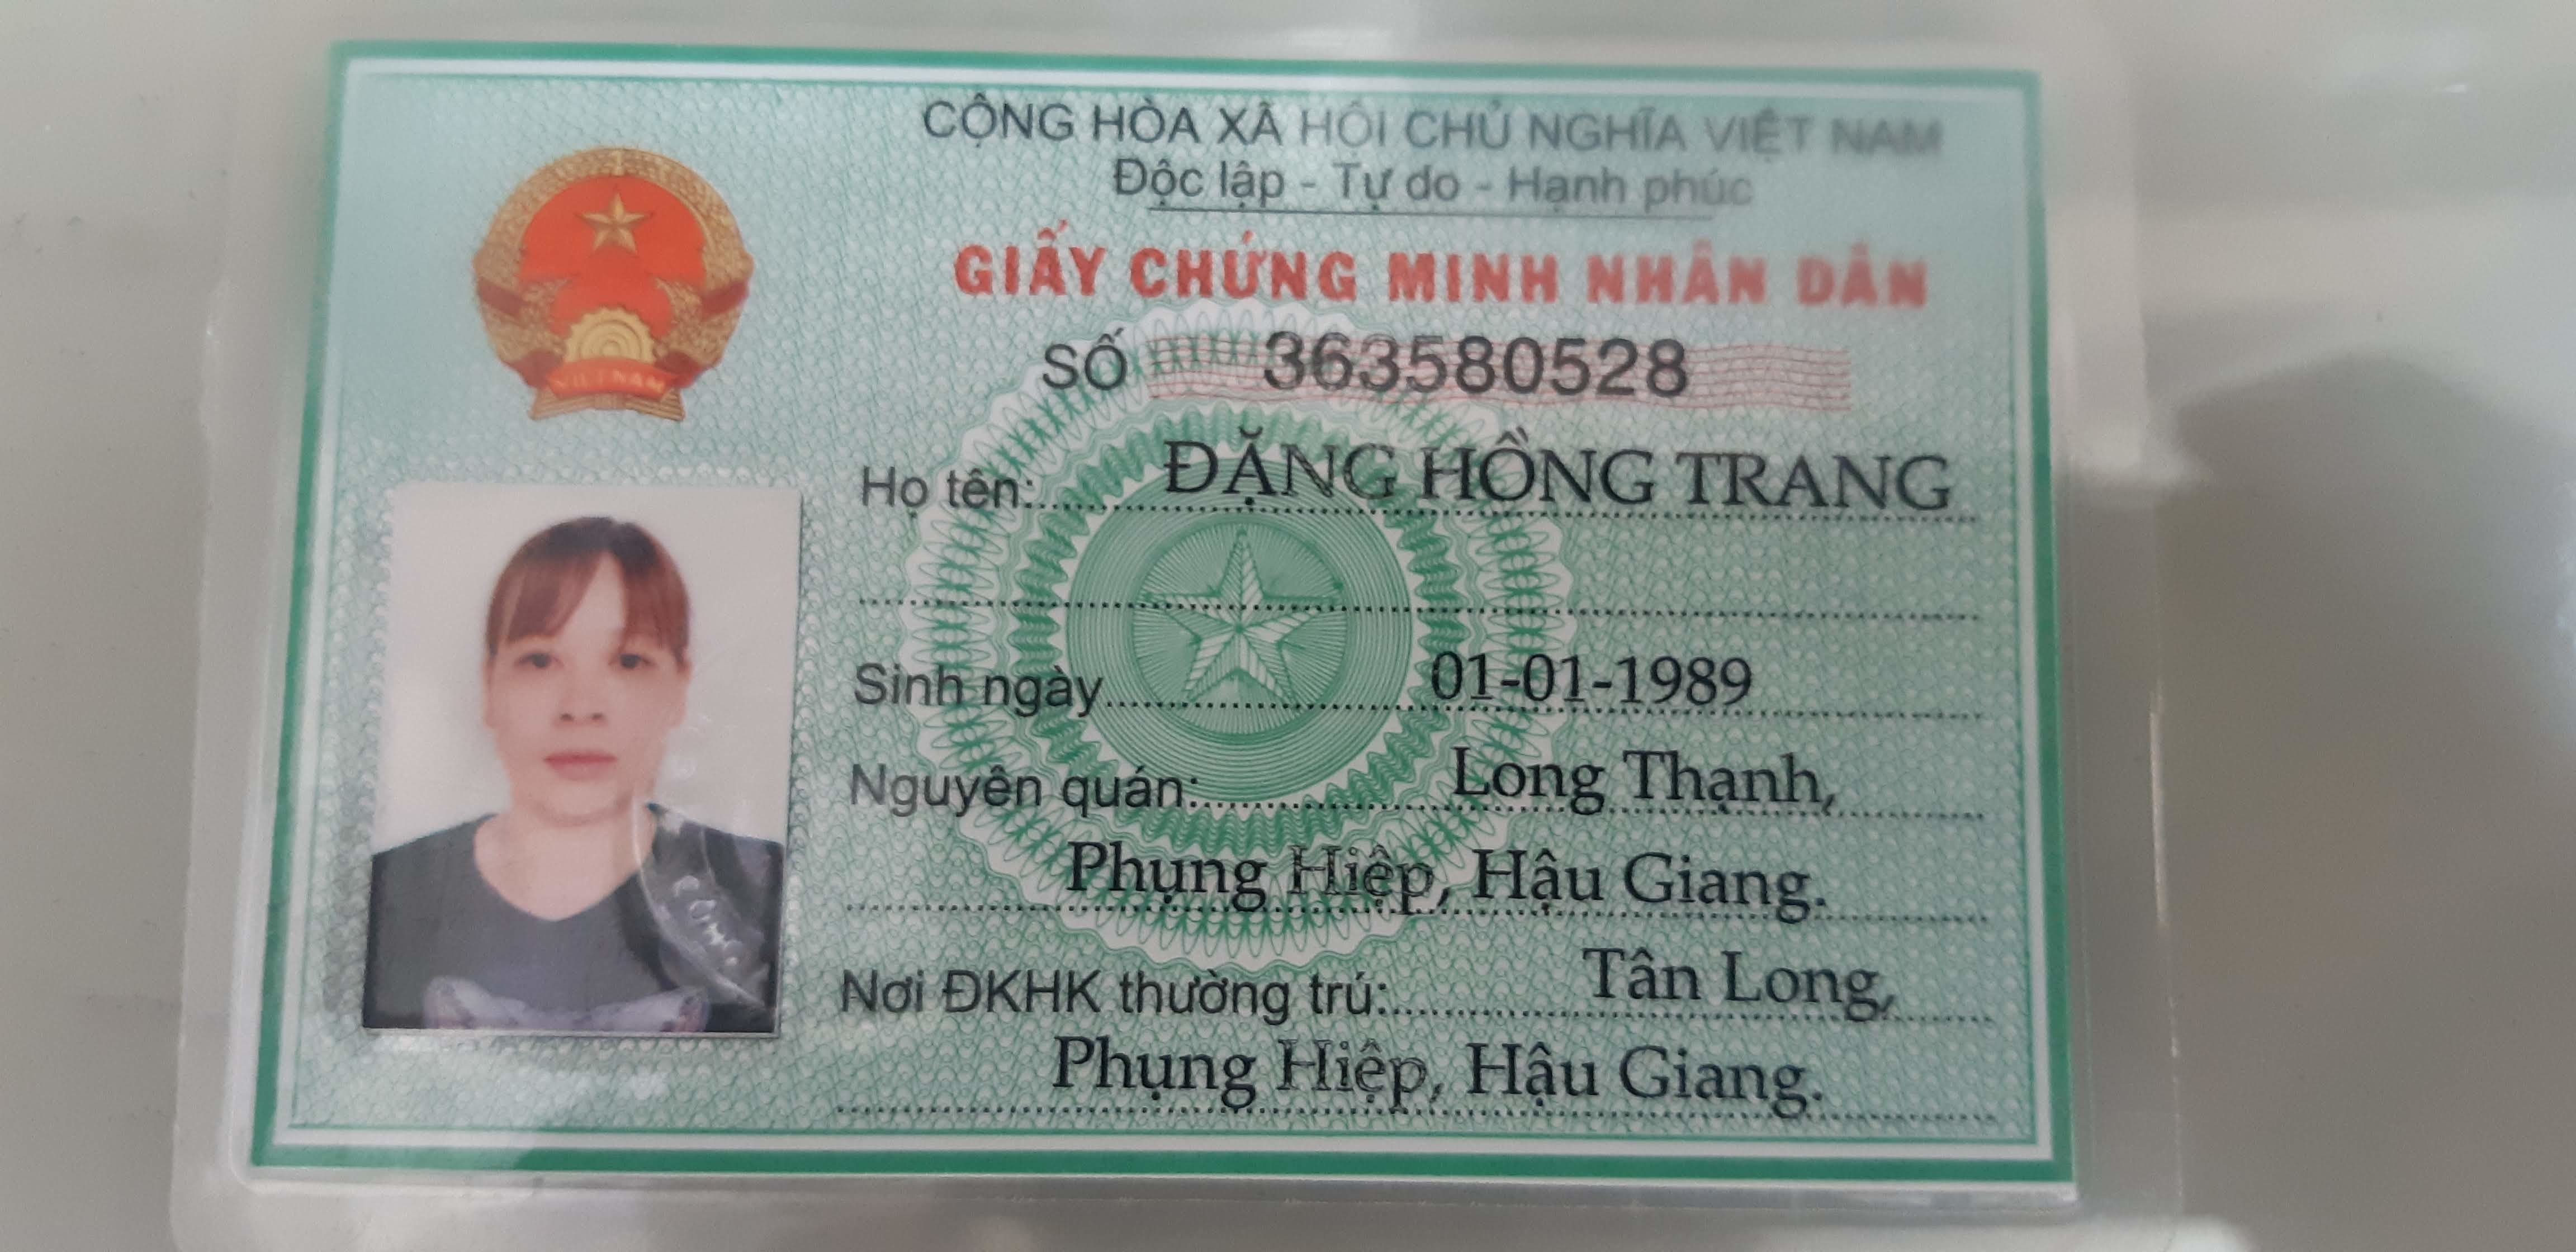 CỘNG HÒA XÃ HỘI CHỦ NGHĨA VIỆT NAM
Độc lập - Tự do - Hạnh phúc
GIẤY CHỨNG MINH NHÂN DÂN
SỐ 363580528
VIET NAM
Họ tên: ĐẶNG HỒNG TRANG
Sinh ngày 01-01-1989
Nguyên quán: Long Thạnh,
Phụng Hiệp, Hậu Giang.
Nơi ĐKHK thường trú: Tân Long,
Phụng Hiệp, Hậu Giang.